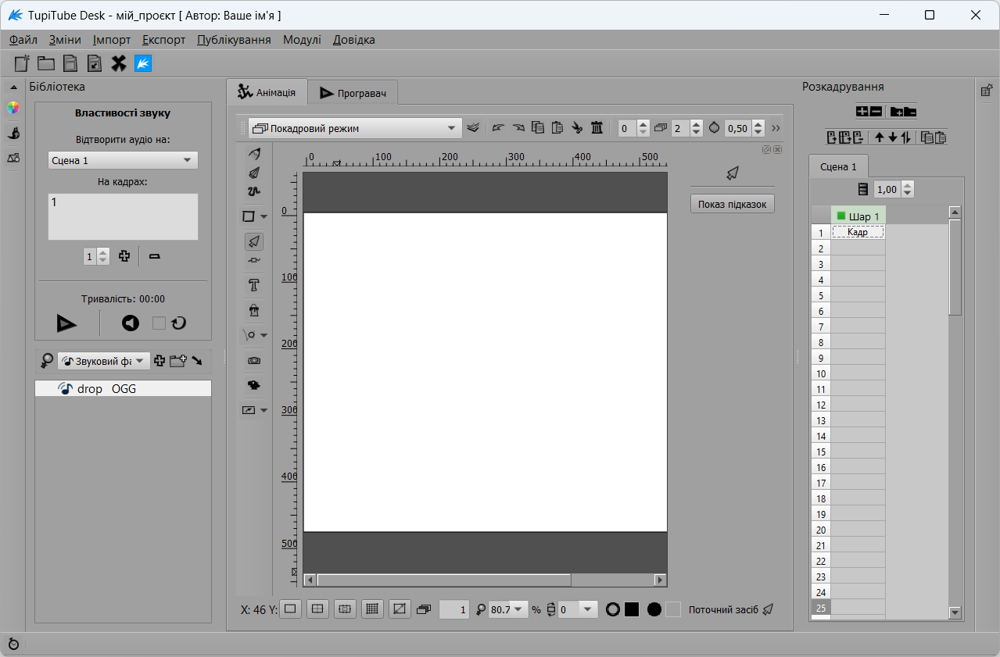 TupiTube Desk - мій_проєкт [ Автор: Ваше ім'я ]
Файл Зміни Імпорт Експорт Публікування Модулі Довідка
Бібліотека
Властивості звуку
Відтворити аудіо на:
Сцена 1
На кадрах:
1
1
Тривалість: 00:00
Звуковий фа
drop OGG
Анімація
Програвач
Покадровий режим
0
2
0,50
0 100 200 300 400 500
0
100
200
300
400
500
Показ підказок
X: 46 Y:
1
80.7
%
0
Поточний засіб
Розкадрування
Сцена 1
1,00
Шар 1
1 Кадр
2
3
4
5
6
7
8
9
10
11
12
13
14
15
16
17
18
19
20
21
22
23
24
25